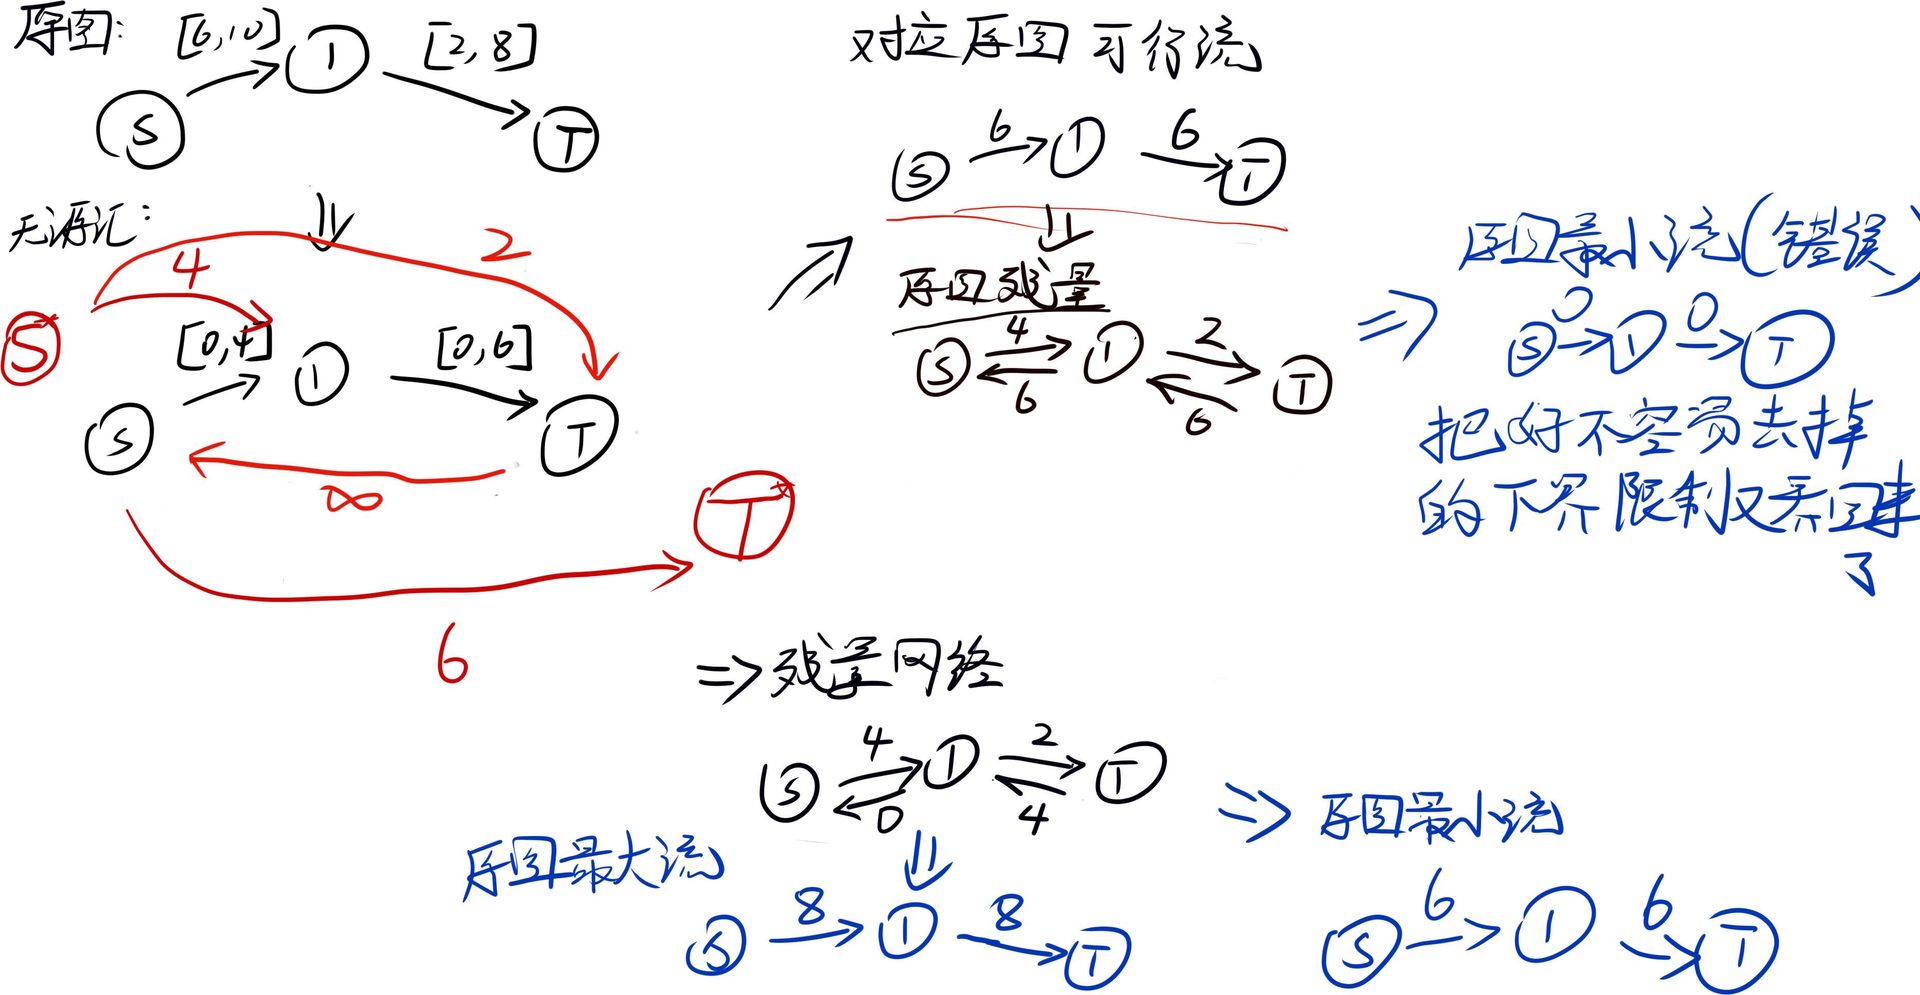 原图:
[6,10]
[2,8]
S
1
T
无源汇:
4
2
S*
[0,4]
[0,6]
S
1
T
∞
T*
6
对应原图可行流
6
6
S
1
T
原图残量
4
2
S
1
T
6
6
原图最小流(错误)
0
0
S
1
T
把好不容易去掉
的下界限制又弄回来
了
⇒残量网络
4
2
S
1
T
0
4
原图最大流
8
8
S
1
T
原图最小流
6
6
S
1
T